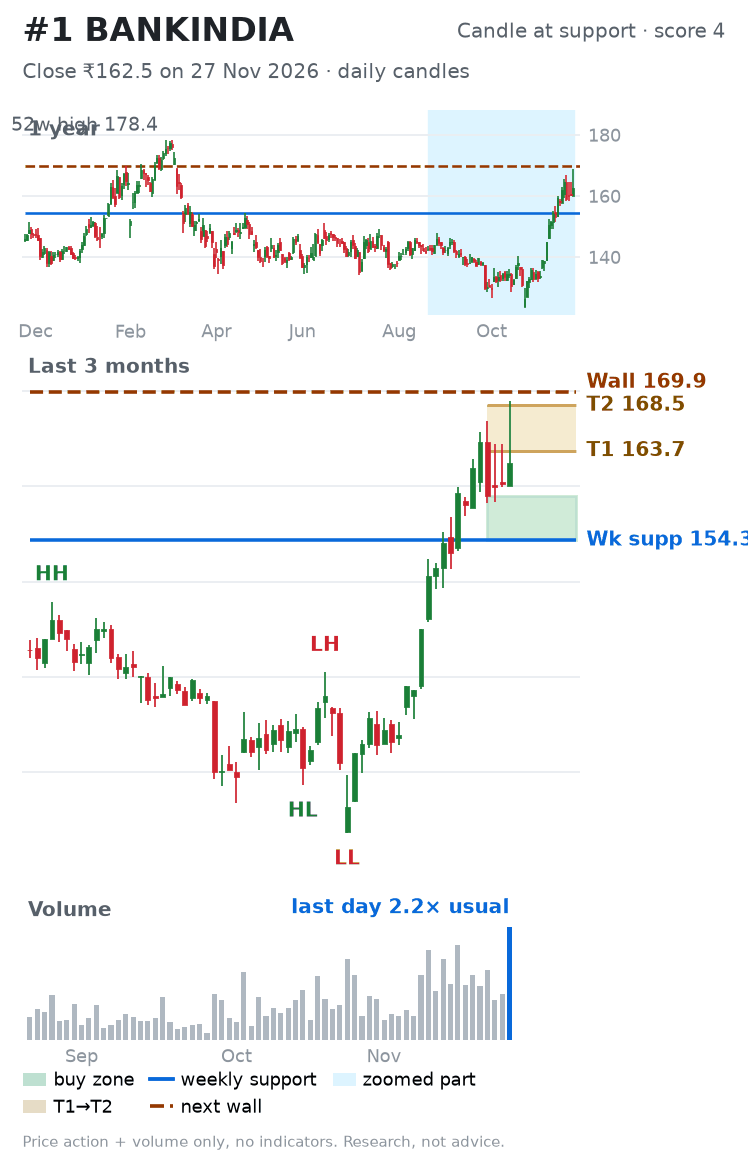 #1 BANKINDIA
Candle at support · score 4
Close ₹162.5 on 27 Nov 2026 · daily candles
52w high 178.4
1 year
180
160
140
Dec Feb Apr Jun Aug Oct
Last 3 months
Wall 169.9
T2 168.5
T1 163.7
Wk supp 154.3
HH
LH
HL
LL
Volume
last day 2.2× usual
Sep Oct Nov
buy zone weekly support zoomed part
T1→T2 next wall
Price action + volume only, no indicators. Research, not advice.